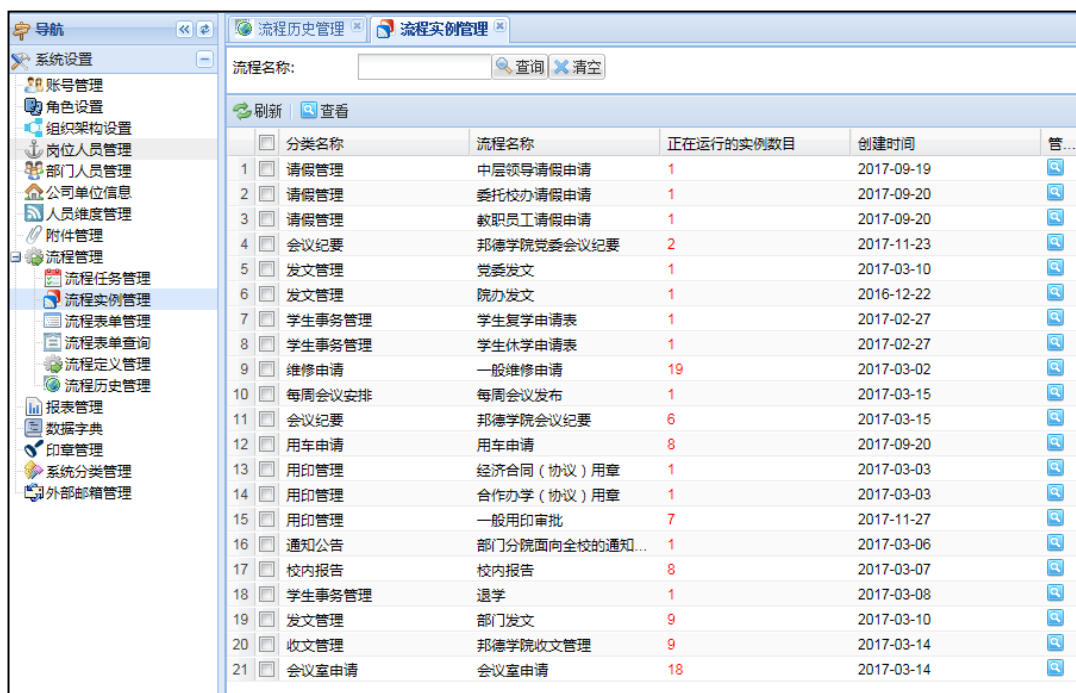 导航
系统设置
账号管理
角色设置
组织架构设置
岗位人员管理
部门人员管理
公司单位信息
人员维度管理
附件管理
流程管理
流程任务管理
流程实例管理
流程表单管理
流程表单查询
流程定义管理
流程历史管理
报表管理
数据字典
印章管理
系统分类管理
外部邮箱管理
流程历史管理 流程实例管理
流程名称: 查询 清空
刷新 查看
分类名称 流程名称 正在运行的实例数目 创建时间 管...
1 请假管理 中层领导请假申请 1 2017-09-19
2 请假管理 委托校办请假申请 1 2017-09-20
3 请假管理 教职员工请假申请 1 2017-09-20
4 会议纪要 邦德学院党委会议纪要 2 2017-11-23
5 发文管理 党委发文 1 2017-03-10
6 发文管理 院办发文 1 2016-12-22
7 学生事务管理 学生复学申请表 1 2017-02-27
8 学生事务管理 学生休学申请表 1 2017-02-27
9 维修申请 一般维修申请 19 2017-03-02
10 每周会议安排 每周会议发布 1 2017-03-15
11 会议纪要 邦德学院会议纪要 6 2017-03-15
12 用车申请 用车申请 8 2017-09-20
13 用印管理 经济合同（协议）用章 1 2017-03-03
14 用印管理 合作办学（协议）用章 1 2017-03-03
15 用印管理 一般用印审批 7 2017-11-27
16 通知公告 部门分院面向全校的通知... 1 2017-03-06
17 校内报告 校内报告 8 2017-03-07
18 学生事务管理 退学 1 2017-03-08
19 发文管理 部门发文 9 2017-03-10
20 收文管理 邦德学院收文管理 9 2017-03-14
21 会议室申请 会议室申请 18 2017-03-14